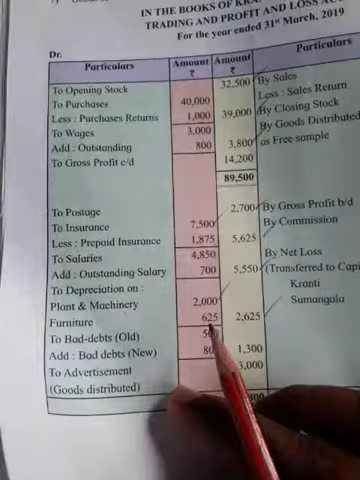 IN THE BOOKS OF
TRADING AND PROFIT AND LOSS
For the year ended 31st March, 2019
Dr.
Particulars Amount ₹ Amount ₹ Particulars
To Opening Stock 32,500 By Sales
To Purchases 40,000 Less : Sales Return
Less : Purchases Returns 1,000 39,000 By Closing Stock
To Wages 3,000 By Goods Distributed
Add : Outstanding 800 3,800 as Free sample
To Gross Profit c/d 14,200
89,500
To Postage 2,700 By Gross Profit b/d
To Insurance 7,500 By Commission
Less : Prepaid Insurance 1,875 5,625
To Salaries 4,850 By Net Loss
Add : Outstanding Salary 700 5,550 (Transferred to
To Depreciation on : Kranti
Plant & Machinery 2,000 Sumangala
Furniture 625 2,625
To Bad-debts (Old)
Add : Bad debts (New) 1,300
To Advertisement 3,000
(Goods distributed)